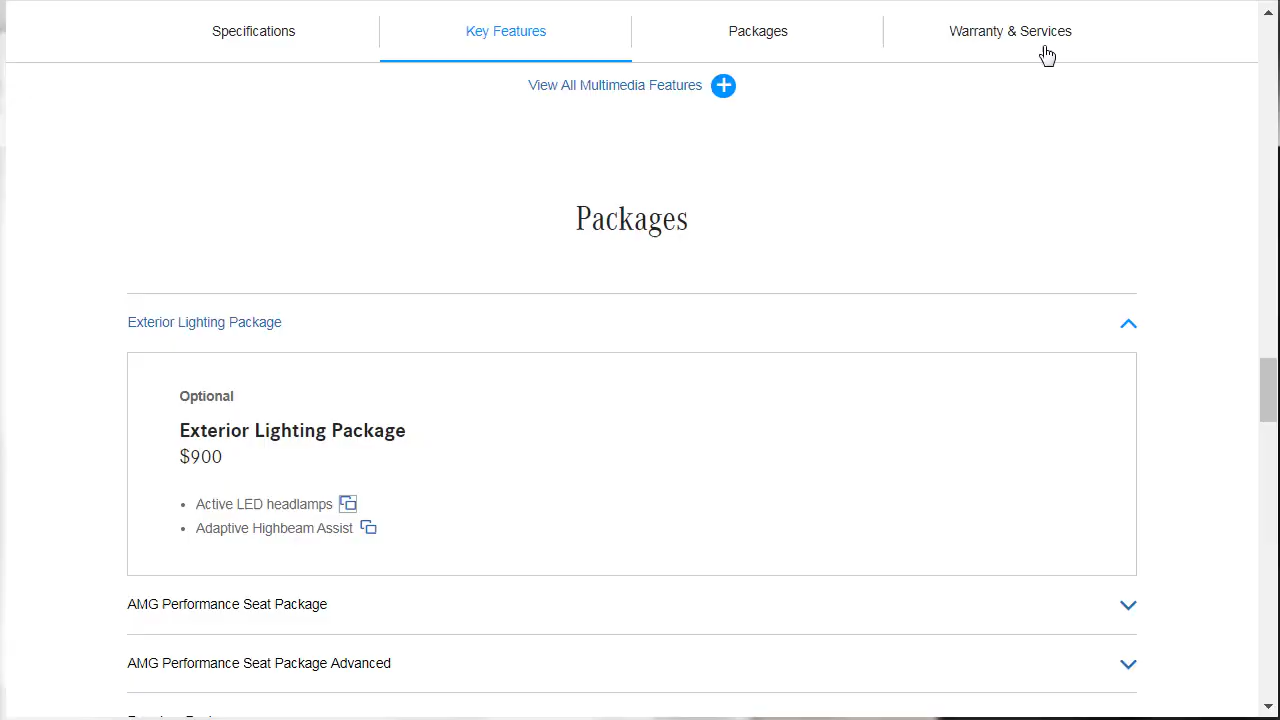 Specifications
Key Features
Packages
Warranty & Services
View All Multimedia Features
Packages
Exterior Lighting Package
Optional
Exterior Lighting Package
$900
• Active LED headlamps
• Adaptive Highbeam Assist
AMG Performance Seat Package
AMG Performance Seat Package Advanced